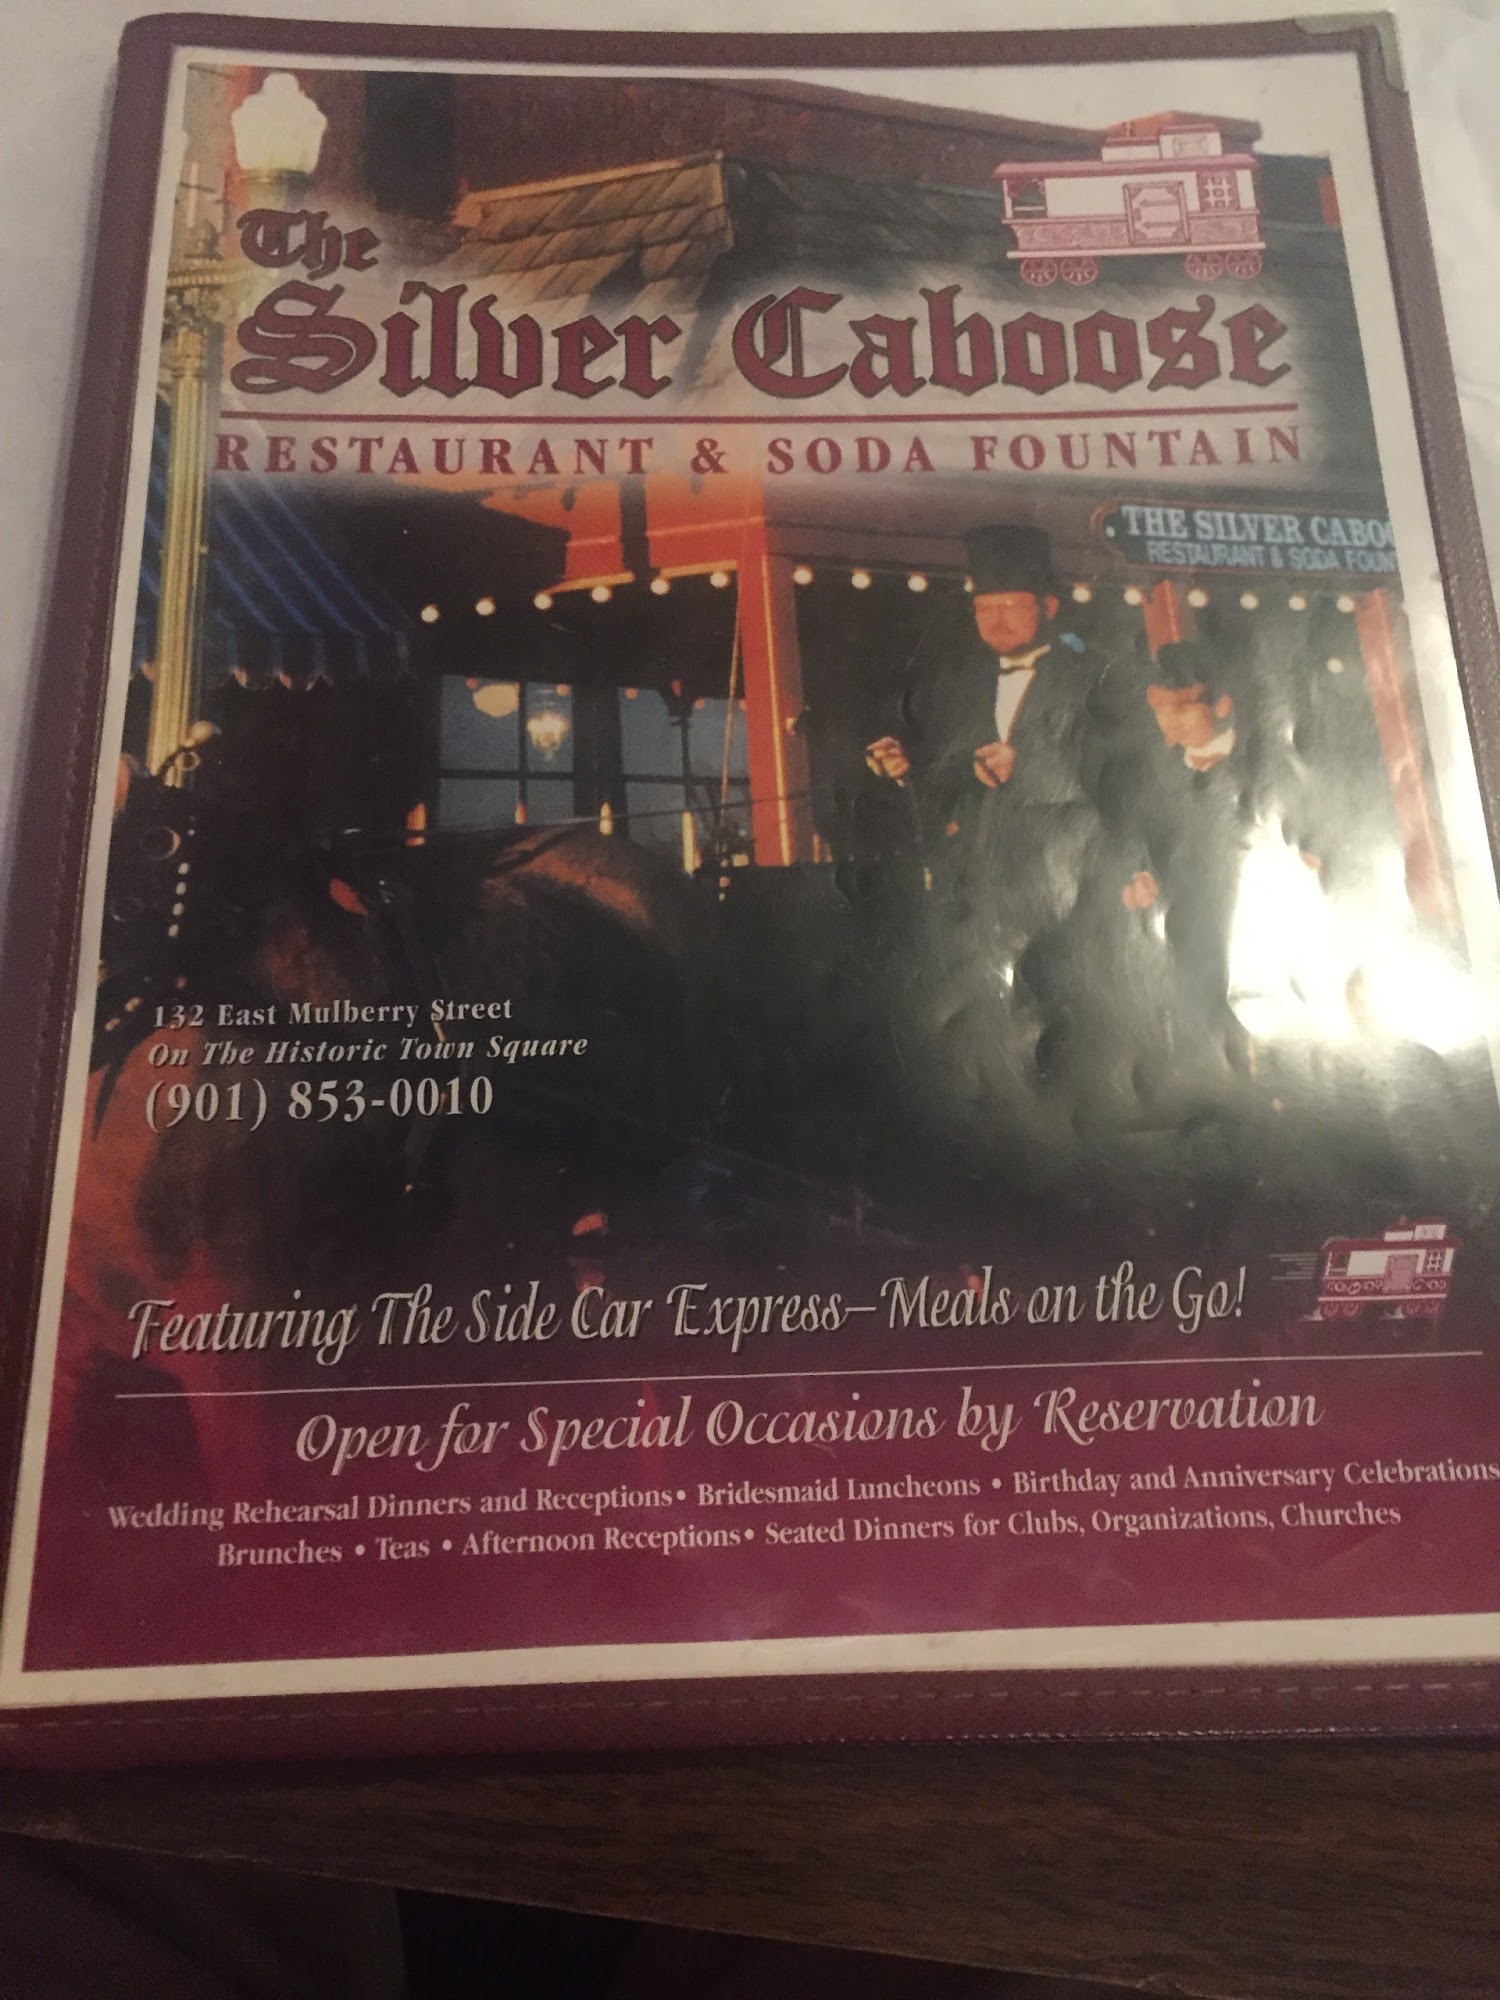 The
Silver Caboose
RESTAURANT & SODA FOUNTAIN
. THE SILVER CABOO
RESTAURANT & SODA FOUN
132 East Mulberry Street
On The Historic Town Square
(901) 853-0010
Featuring The Side Car Express–Meals on the Go!
Open for Special Occasions by Reservation
Wedding Rehearsal Dinners and Receptions• Bridesmaid Luncheons • Birthday and Anniversary Celebrations
Brunches • Teas • Afternoon Receptions• Seated Dinners for Clubs, Organizations, Churches